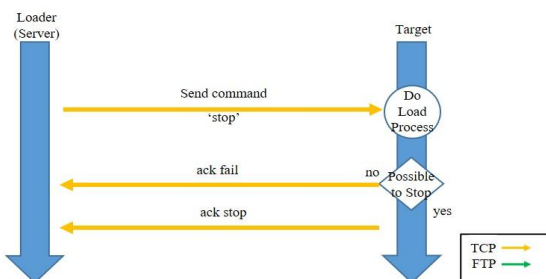 Loader
(Server)
Target
Send command
‘stop’
Do
Load
Process
ack fail
no
Possible
to Stop
ack stop
yes
TCP
FTP